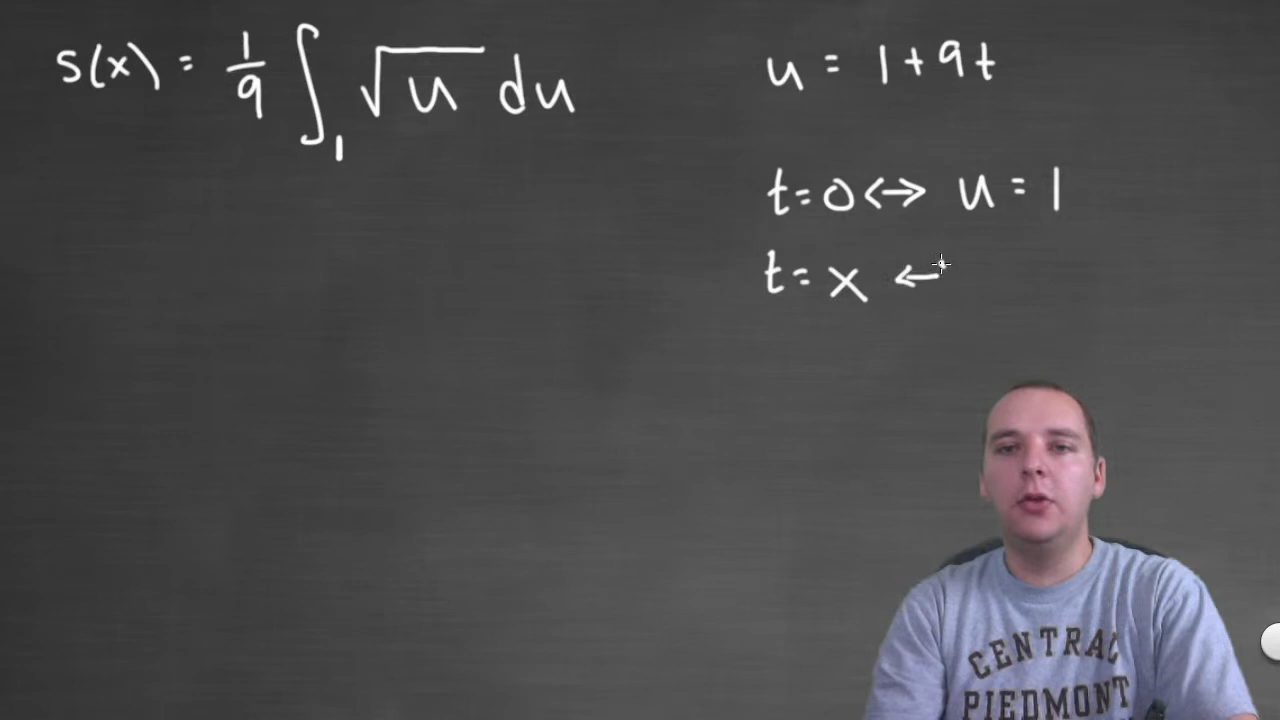 s(x) = 1/9 ∫₁ √u du
u = 1+9t
t=0 ↔ u = 1
t= x ←
CENTRAL
PIEDMONT